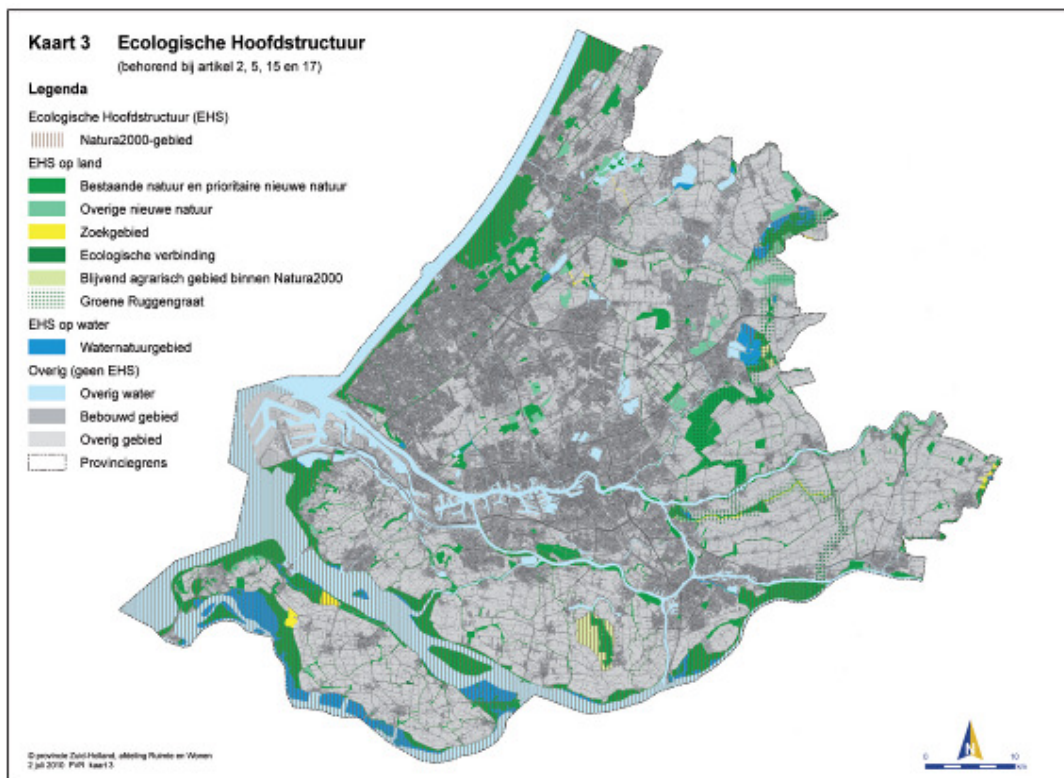 Kaart 3 Ecologische Hoofdstructuur
(behorend bij artikel 2, 5, 15 en 17)
Legenda
Ecologische Hoofdstructuur (EHS)
Natura2000-gebied
EHS op land
Bestaande natuur en prioritaire nieuwe natuur
Overige nieuwe natuur
Zoekgebied
Ecologische verbinding
Blijvend agrarisch gebied binnen Natura2000
Groene Ruggengraat
EHS op water
Waternatuurgebied
Overig (geen EHS)
Overig water
Bebouwd gebied
Overig gebied
Provinciegrens
© provincie Zuid-Holland, afdeling Ruimte en Wonen
2 juli 2010 PVR kaart 3
N
0 10
km